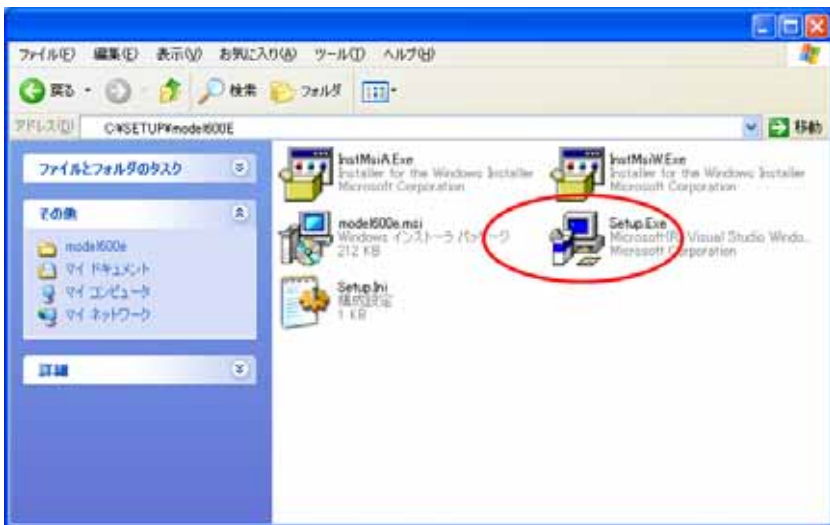 ファイル(F) 編集(E) 表示(V) お気に入り(A) ツール(T) ヘルプ(H)
戻る 検索 フォルダ
アドレス(D) C:¥SETUP¥model600E 移動
ファイルとフォルダのタスク
その他
model600e
マイ ドキュメント
マイ コンピュータ
マイ ネットワーク
詳細
InstMsiA.Exe
Installer for the Windows Installer
Microsoft Corporation
InstMsiW.Exe
Installer for the Windows Installer
Microsoft Corporation
model600e.msi
Windows インストーラ パッケージ
212 KB
Setup.Exe
Microsoft(R) Visual Studio Windo...
Microsoft Corporation
Setup.Ini
構成設定
1 KB